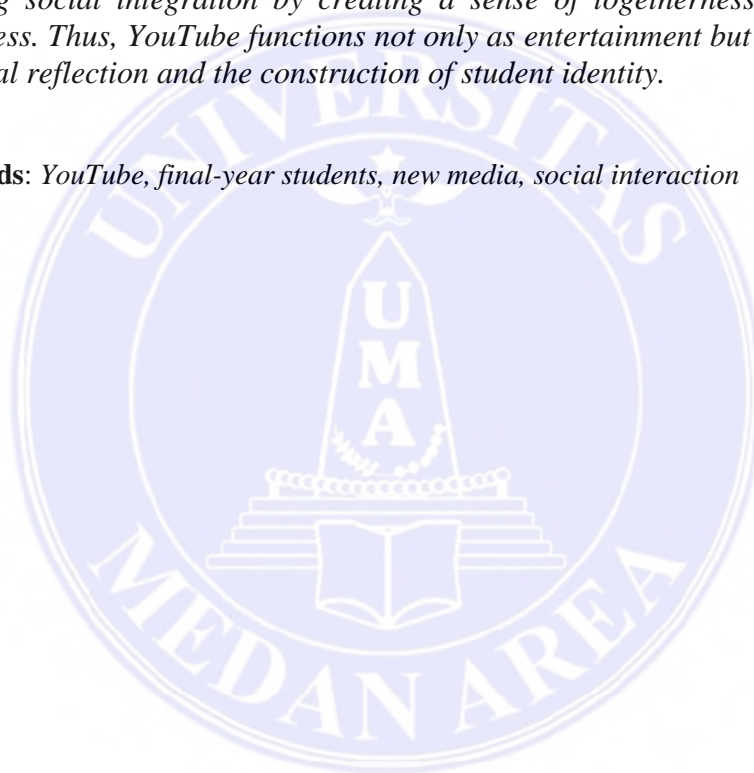 g social integration by creating a sense of togetherness
ess. Thus, YouTube functions not only as entertainment but
al reflection and the construction of student identity.
ds: YouTube, final-year students, new media, social interaction
UNIVERSITAS
UMA
MEDAN AREA